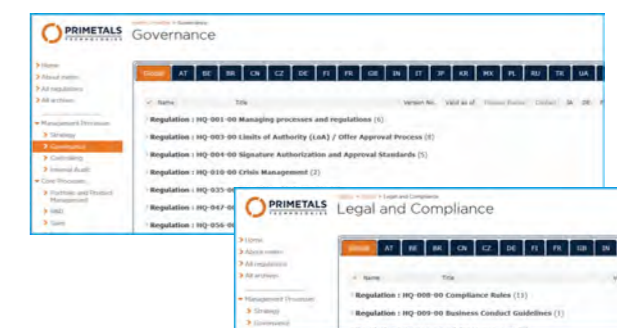 PRIMETALS
TECHNOLOGIES
Governance
Home
About metro
All regulations
All archives
Management Processes
Strategy
Governance
Controlling
Internal Audit
Core Processes
Portfolio and Product
Management
R&D
Sales
Group AT BE BR CN CZ DE FI FR GB IN IT JP KR MX PL RU TR UA
Name Title Version No. Valid as of Contact
Regulation : HQ-001-00 Managing processes and regulations (6)
Regulation : HQ-003-00 Limits of Authority (LoA) / Offer Approval Process (8)
Regulation : HQ-004-00 Signature Authorization and Approval Standards (5)
Regulation : HQ-010-00 Crisis Management (2)
Regulation : HQ-035-0
Regulation : HQ-047-0
Regulation : HQ-056-0
PRIMETALS
TECHNOLOGIES
Legal and Compliance
Home
About metro
All regulations
All archives
Management Processes
Strategy
Governance
Group AT BE BR CN CZ DE FI FR GB IN
Name Title
Regulation : HQ-008-00 Compliance Rules (13)
Regulation : HQ-009-00 Business Conduct Guidelines (1)